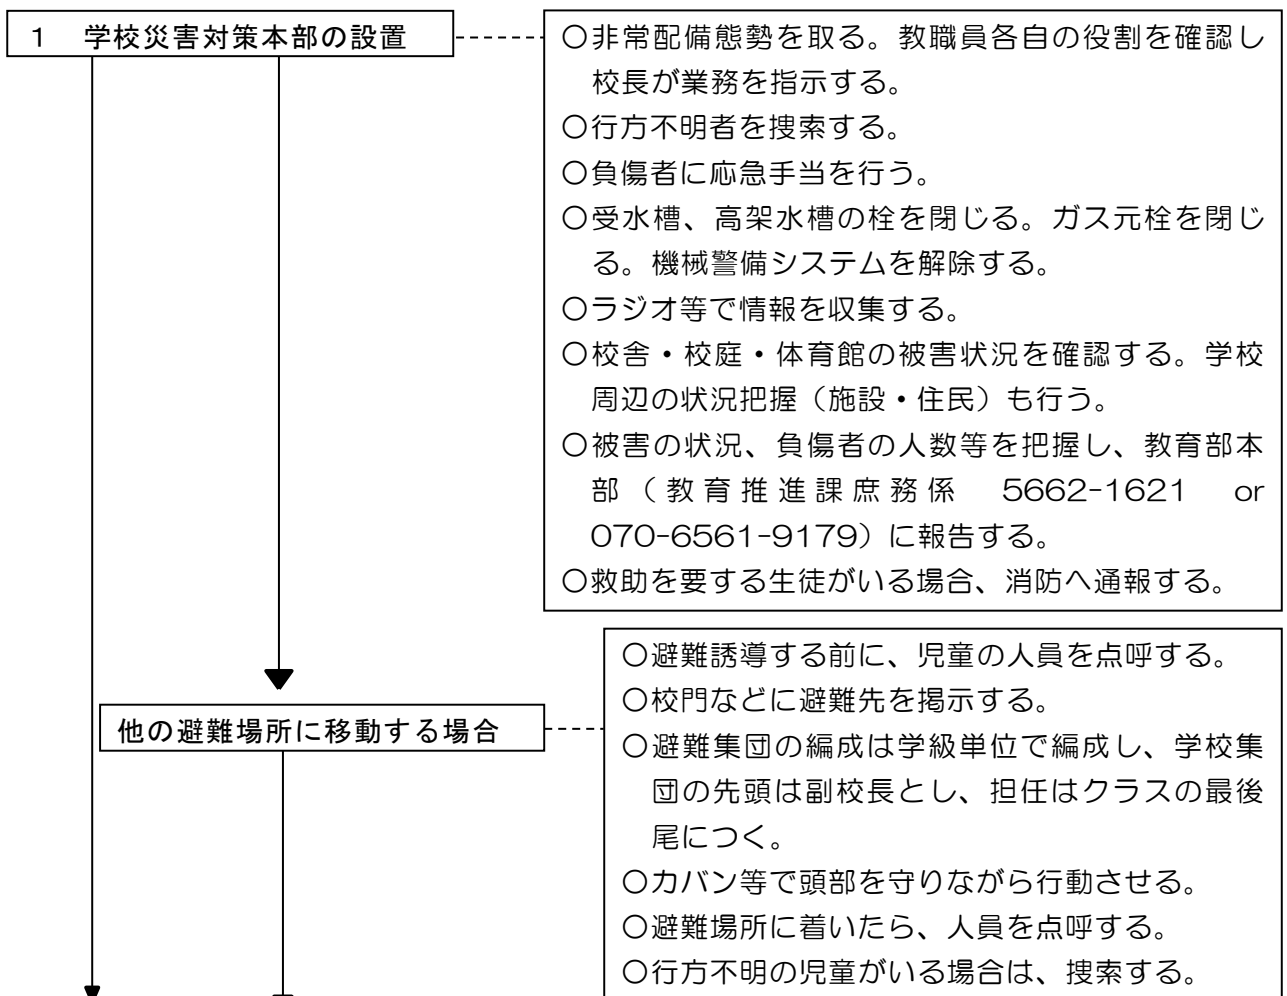 １　学校災害対策本部の設置
〇非常配備態勢を取る。教職員各自の役割を確認し
校長が業務を指示する。
〇行方不明者を捜索する。
〇負傷者に応急手当を行う。
〇受水槽、高架水槽の栓を閉じる。ガス元栓を閉じ
る。機械警備システムを解除する。
〇ラジオ等で情報を収集する。
〇校舎・校庭・体育館の被害状況を確認する。学校
周辺の状況把握（施設・住民）も行う。
〇被害の状況、負傷者の人数等を把握し、教育部本
部（教育推進課庶務係　5662-1621　or
070-6561-9179）に報告する。
〇救助を要する生徒がいる場合、消防へ通報する。
他の避難場所に移動する場合
〇避難誘導する前に、児童の人員を点呼する。
〇校門などに避難先を掲示する。
〇避難集団の編成は学級単位で編成し、学校集
団の先頭は副校長とし、担任はクラスの最後
尾につく。
〇カバン等で頭部を守りながら行動させる。
〇避難場所に着いたら、人員を点呼する。
〇行方不明の児童がいる場合は、捜索する。